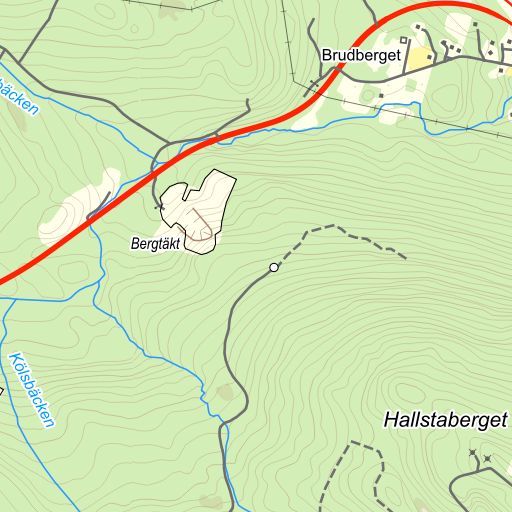 Brudberget
bäcken
Bergtäkt
Kölsbäcken
Hallstaberget